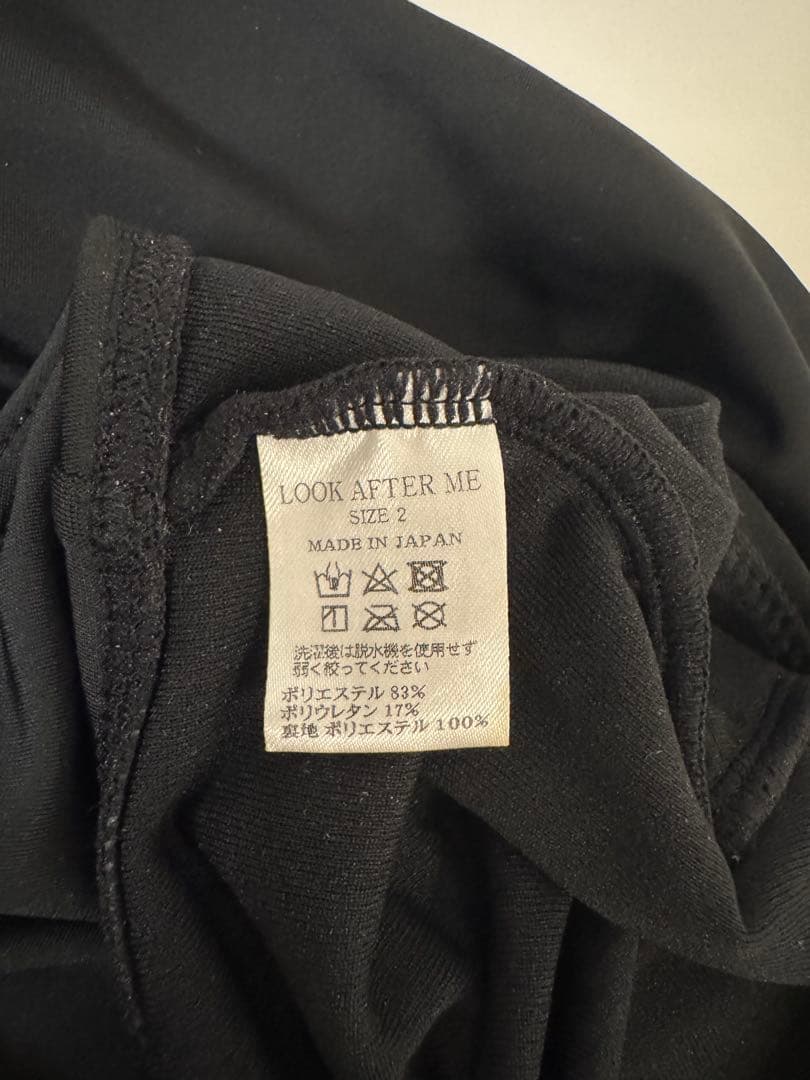 LOOK AFTER ME
SIZE 2
MADE IN JAPAN
洗濯後は脱水機を使用せず
弱く絞ってください
ポリエステル 83%
ポリウレタン 17%
裏地 ポリエステル 100%